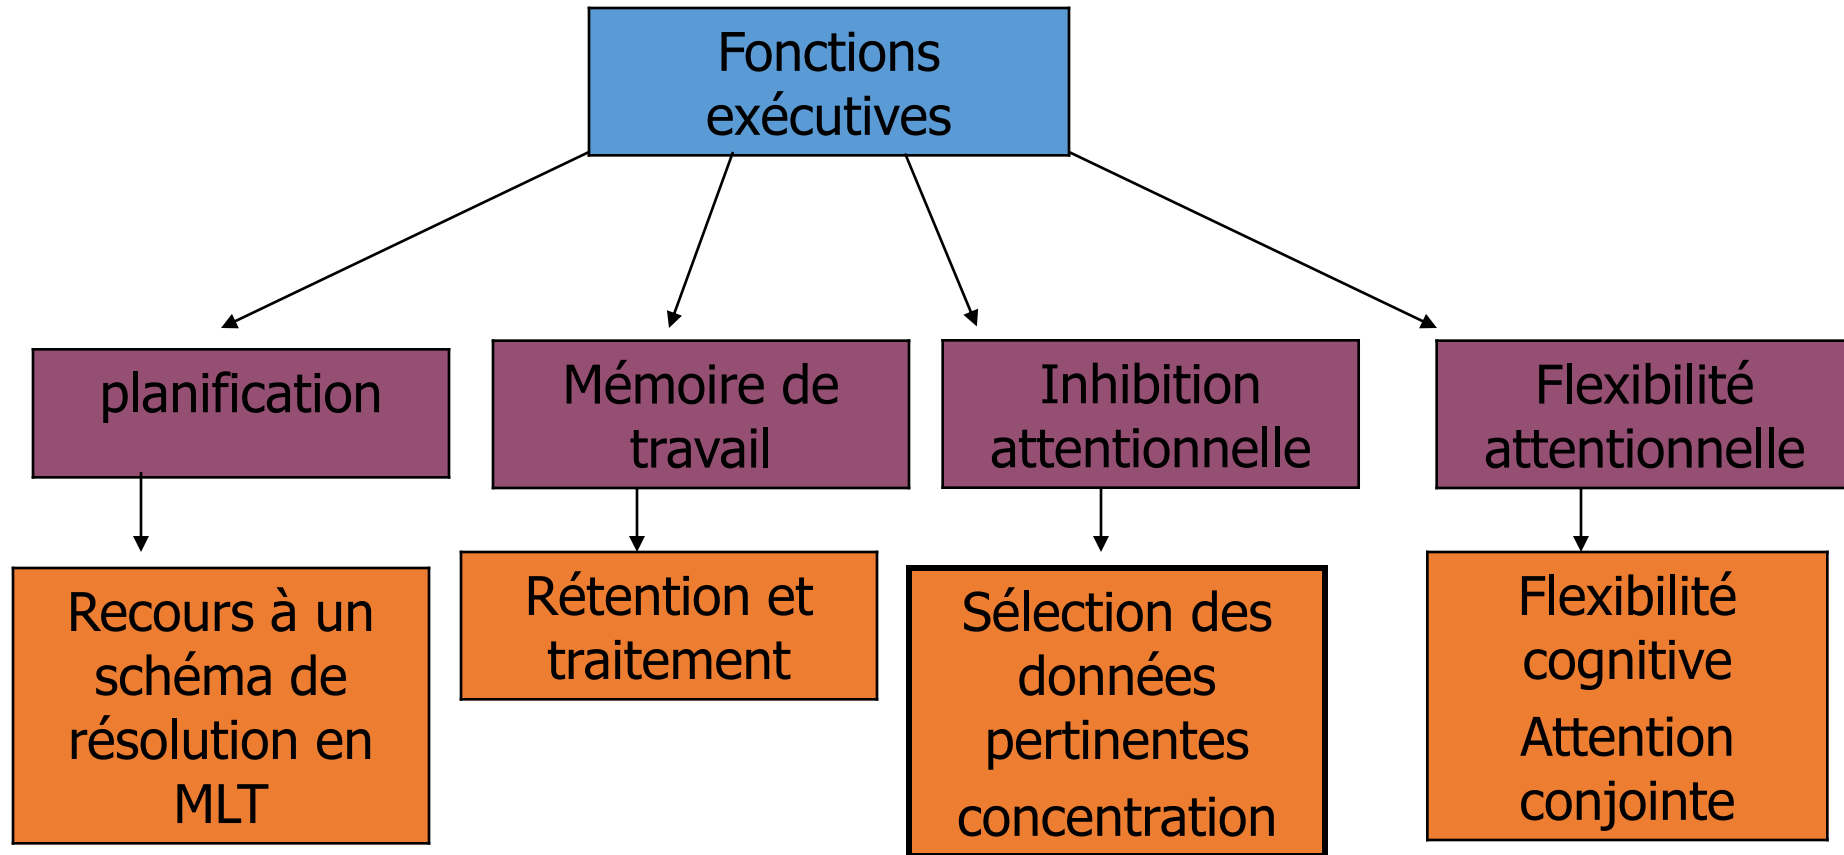 Fonctions
exécutives
planification
Mémoire de
travail
Inhibition
attentionnelle
Flexibilité
attentionnelle
Recours à un
schéma de
résolution en
MLT
Rétention et
traitement
Sélection des
données
pertinentes
concentration
Flexibilité
cognitive
Attention
conjointe